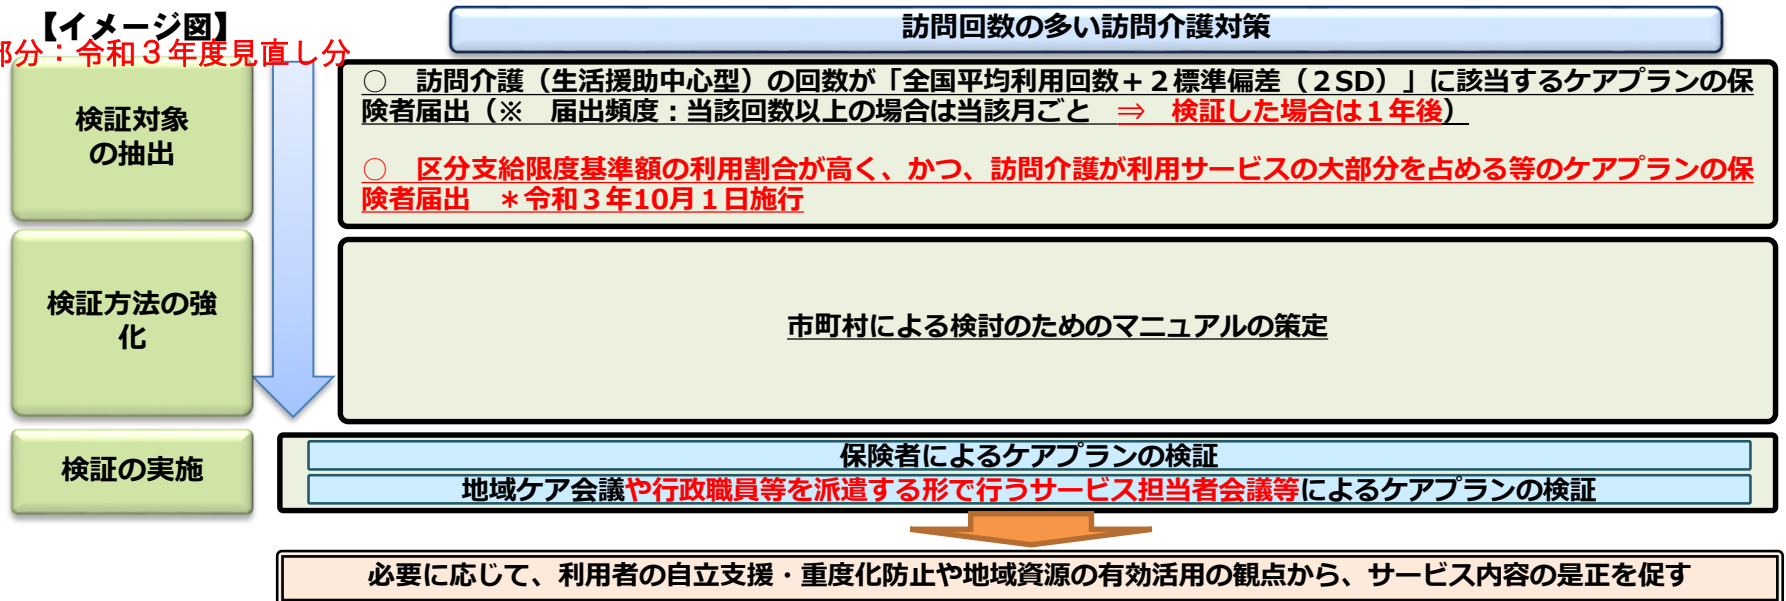 【イメージ図】
部分：令和３年度見直し分
訪問回数の多い訪問介護対策
検証対象
の抽出
○　訪問介護（生活援助中心型）の回数が「全国平均利用回数＋２標準偏差（２SD）」に該当するケアプランの保
険者届出（※　届出頻度：当該回数以上の場合は当該月ごと　⇒　検証した場合は１年後）
○　区分支給限度基準額の利用割合が高く、かつ、訪問介護が利用サービスの大部分を占める等のケアプランの保
険者届出　＊令和３年10月１日施行
検証方法の強
化
市町村による検討のためのマニュアルの策定
検証の実施
保険者によるケアプランの検証
地域ケア会議や行政職員等を派遣する形で行うサービス担当者会議等によるケアプランの検証
必要に応じて、利用者の自立支援・重度化防止や地域資源の有効活用の観点から、サービス内容の是正を促す